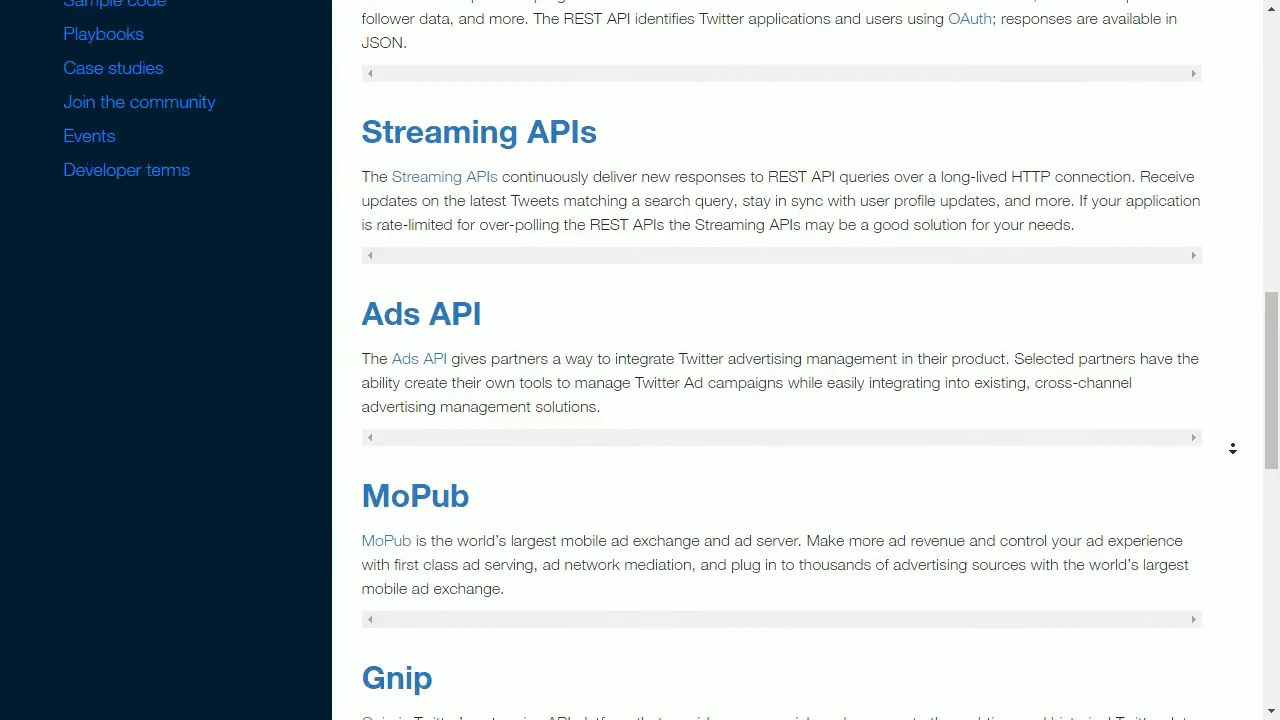 Sample code
Playbooks
Case studies
Join the community
Events
Developer terms
follower data, and more. The REST API identifies Twitter applications and users using OAuth; responses are available in
JSON.
Streaming APIs
The Streaming APIs continuously deliver new responses to REST API queries over a long-lived HTTP connection. Receive
updates on the latest Tweets matching a search query, stay in sync with user profile updates, and more. If your application
is rate-limited for over-polling the REST APIs the Streaming APIs may be a good solution for your needs.
Ads API
The Ads API gives partners a way to integrate Twitter advertising management in their product. Selected partners have the
ability create their own tools to manage Twitter Ad campaigns while easily integrating into existing, cross-channel
advertising management solutions.
MoPub
MoPub is the world's largest mobile ad exchange and ad server. Make more ad revenue and control your ad experience
with first class ad serving, ad network mediation, and plug in to thousands of advertising sources with the world's largest
mobile ad exchange.
Gnip